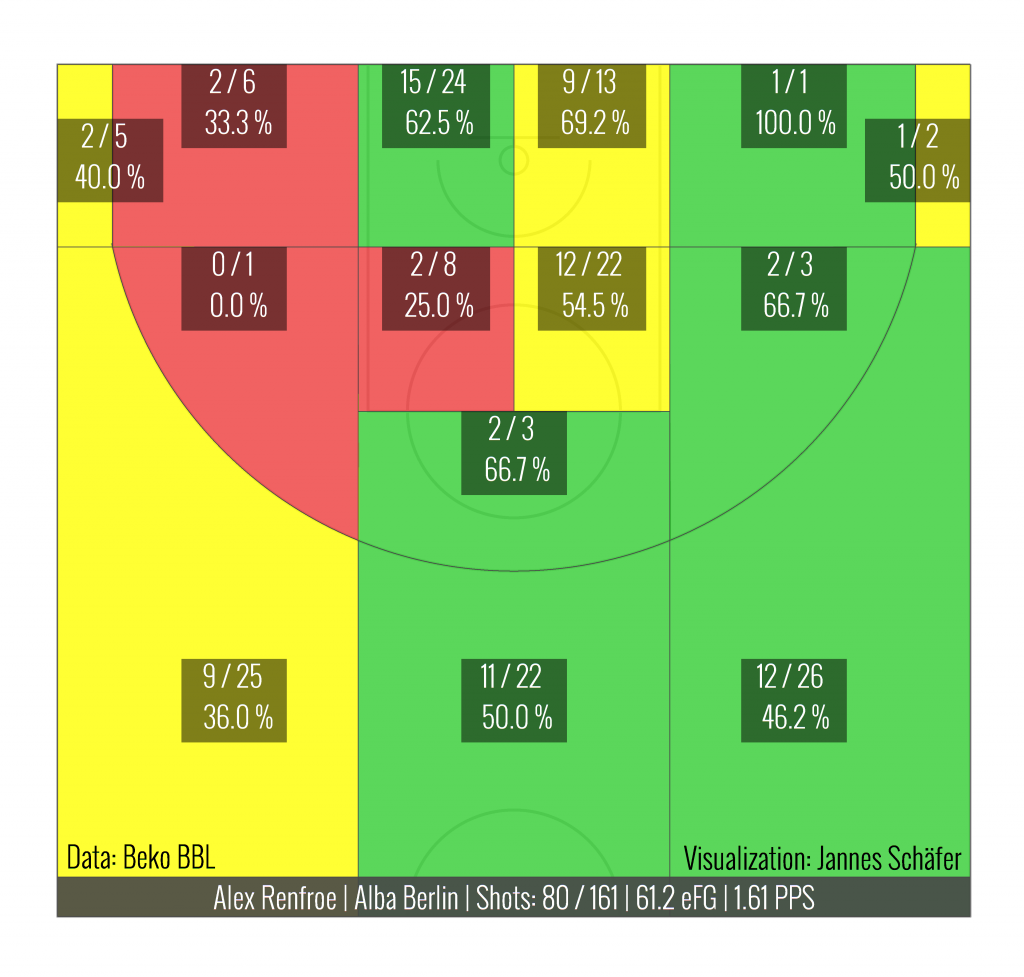 2 / 6
33.3 %
15 / 24
62.5 %
9 / 13
69.2 %
1 / 1
100.0 %
2 / 5
40.0 %
1 / 2
50.0 %
0 / 1
0.0 %
2 / 8
25.0 %
12 / 22
54.5 %
2 / 3
66.7 %
2 / 3
66.7 %
9 / 25
36.0 %
11 / 22
50.0 %
12 / 26
46.2 %
Data: Beko BBL
Visualization: Jannes Schäfer
Alex Renfroe | Alba Berlin | Shots: 80 / 161 | 61.2 eFG | 1.61 PPS